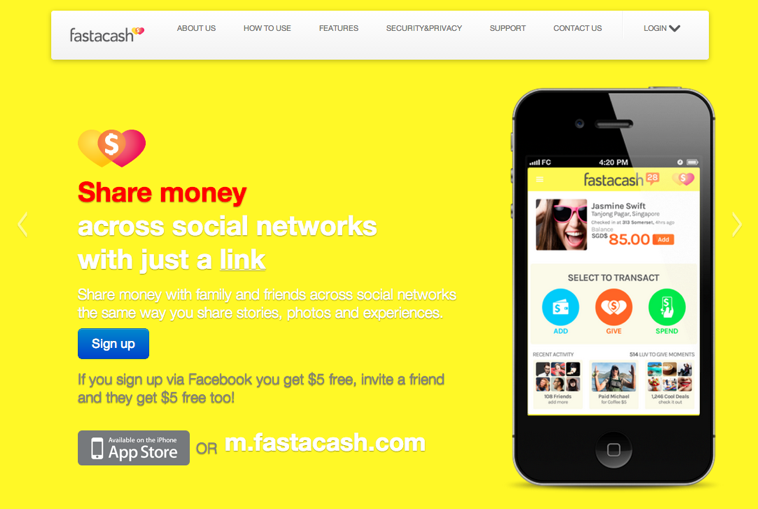 fastacash
ABOUT US
HOW TO USE
FEATURES
SECURITY&PRIVACY
SUPPORT
CONTACT US
LOGIN
$
Share money
across social networks
with just a link
Share money with family and friends across social networks
the same way you share stories, photos and experiences.
Sign up
If you sign up via Facebook you get $5 free, invite a friend
and they get $5 free too!
Available on the iPhone
App Store
OR m.fastacash.com
FC 4:20 PM
fastacash 28
Jasmine Swift
Tanjong Pagar, Singapore
Checked in at 313 Somerset, 4hrs ago
Balance
SGD$ 85.00 Add
SELECT TO TRANSACT
ADD GIVE SPEND
RECENT ACTIVITY 514 LUV TO GIVE MOMENTS
108 Friends Paid Michael 1,246 Cool Deals
add more for Coffee $5 check it out